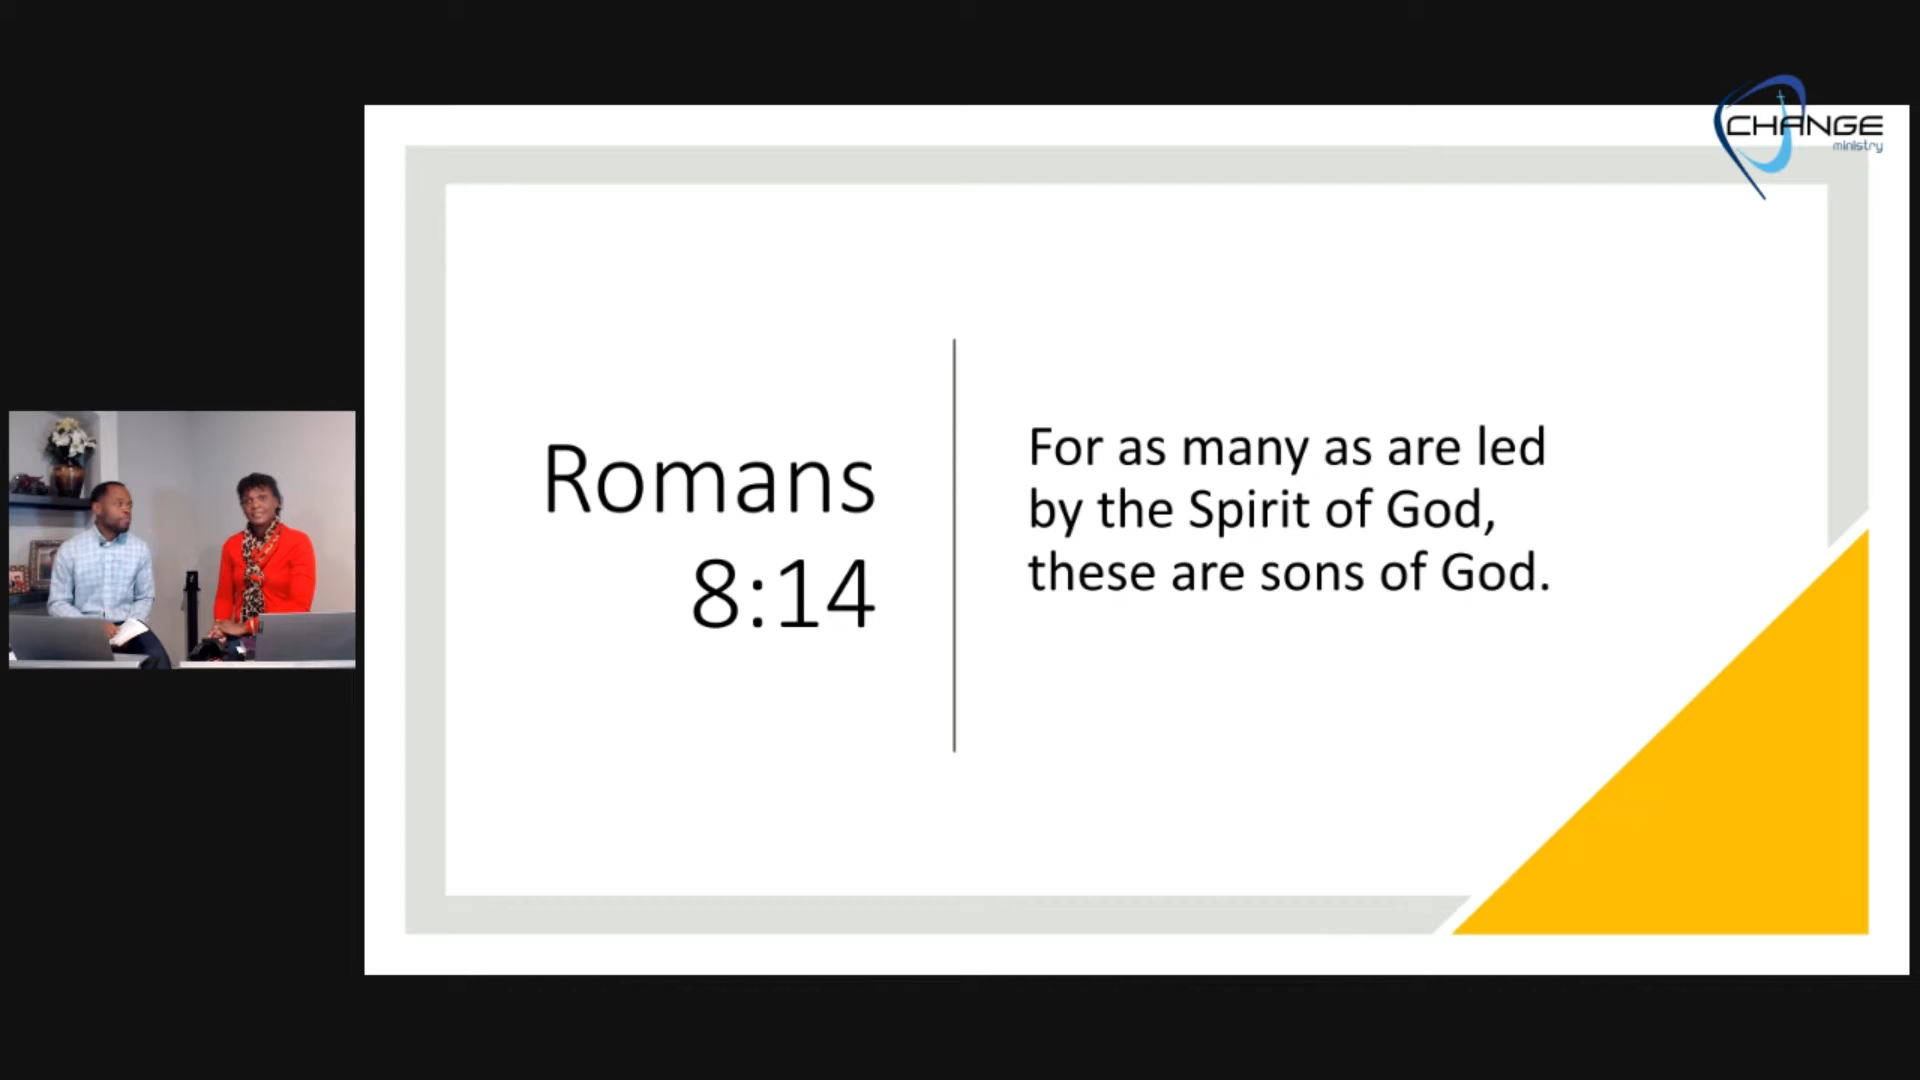 CHANGE
ministry
Romans
8:14
For as many as are led
by the Spirit of God,
these are sons of God.